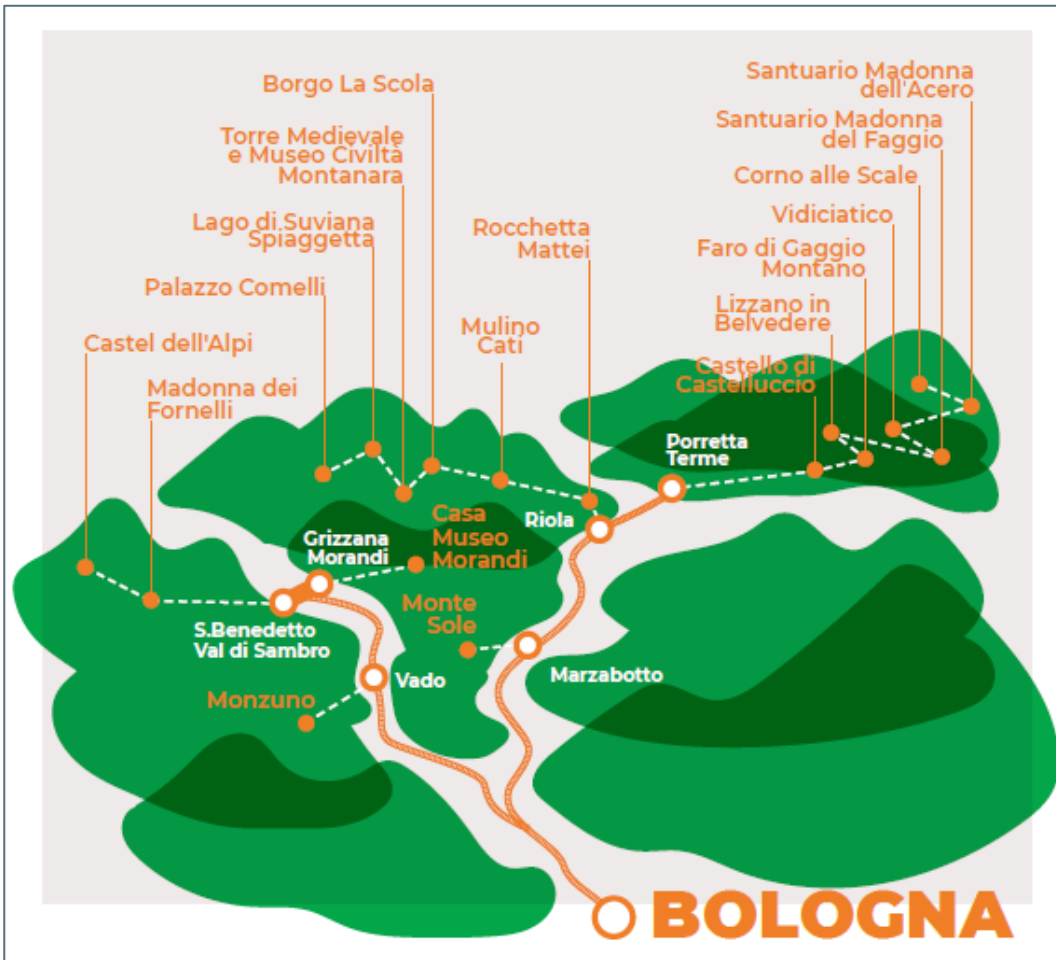 Santuario Madonna
dell'Acero
Borgo La Scola
Santuario Madonna
del Faggio
Torre Medievale
e Museo Civiltà
Montanara
Corno alle Scale
Vidiciatico
Lago di Suviana
Spiaggetta
Rocchetta
Mattei
Faro di Gaggio
Montano
Palazzo Comelli
Lizzano in
Belvedere
Mulino
Cati
Castel dell'Alpi
Castello di
Castelluccio
Madonna dei
Fornelli
Porretta
Terme
Casa
Museo
Morandi
Riola
Grizzana
Morandi
Monte
Sole
S.Benedetto
Val di Sambro
Marzabotto
Vado
Monzuno
BOLOGNA